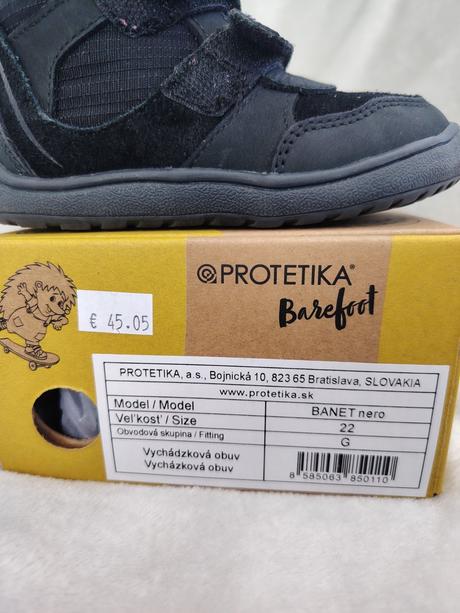 PROTETIKA®
Barefoot
€ 45.05
PROTETIKA, a.s., Bojnická 10, 823 65 Bratislava, SLOVAKIA
www.protetika.sk
Model / Model BANET nero
Veľkosť / Size 22
Obvodová skupina / Fitting G
Vychádzková obuv
Vycházková obuv
8 585063 850110